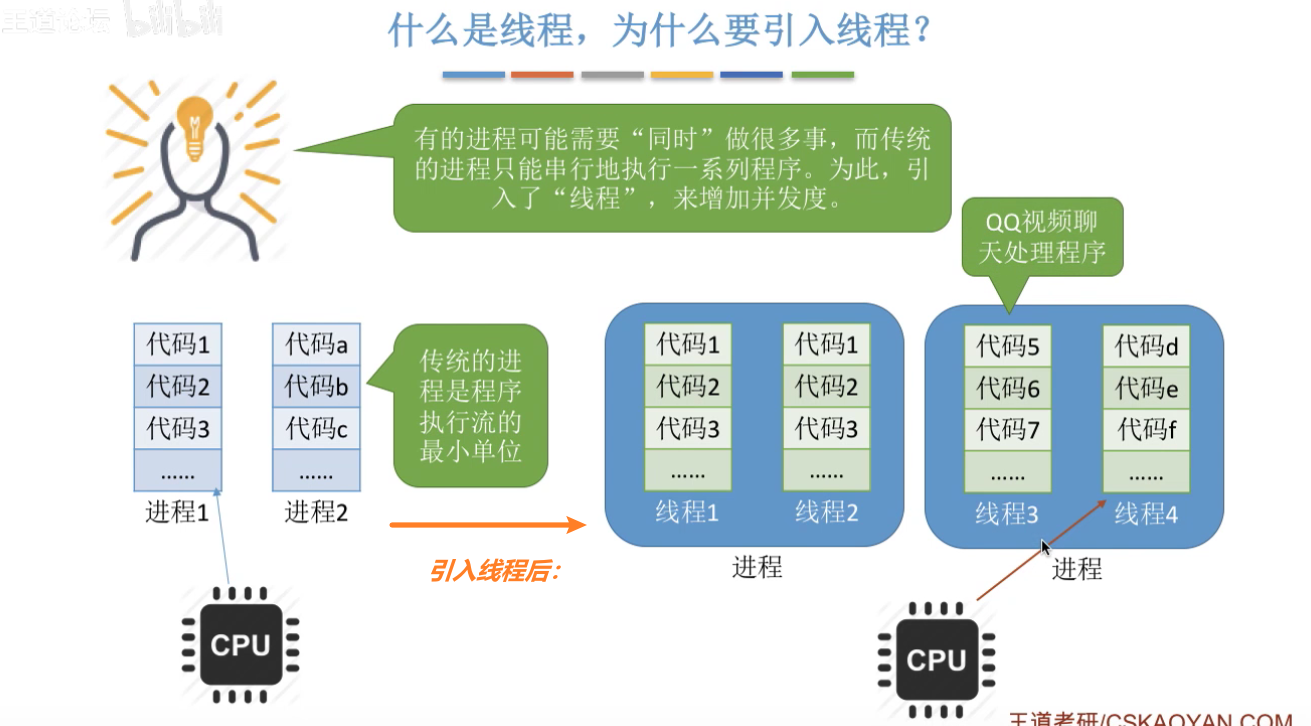 王道论坛 bilibili
什么是线程，为什么要引入线程？
有的进程可能需要“同时”做很多事，而传统
的进程只能串行地执行一系列程序。为此，引
入了“线程”，来增加并发度。
QQ视频聊
天处理程序
代码1
代码2
代码3
……
进程1
代码a
代码b
代码c
……
进程2
传统的进
程是程序
执行流的
最小单位
引入线程后：
代码1
代码2
代码3
……
线程1
代码1
代码2
代码3
……
线程2
进程
代码5
代码6
代码7
……
线程3
代码d
代码e
代码f
……
线程4
进程
CPU
CPU
王道考研/CSKAOYAN.COM